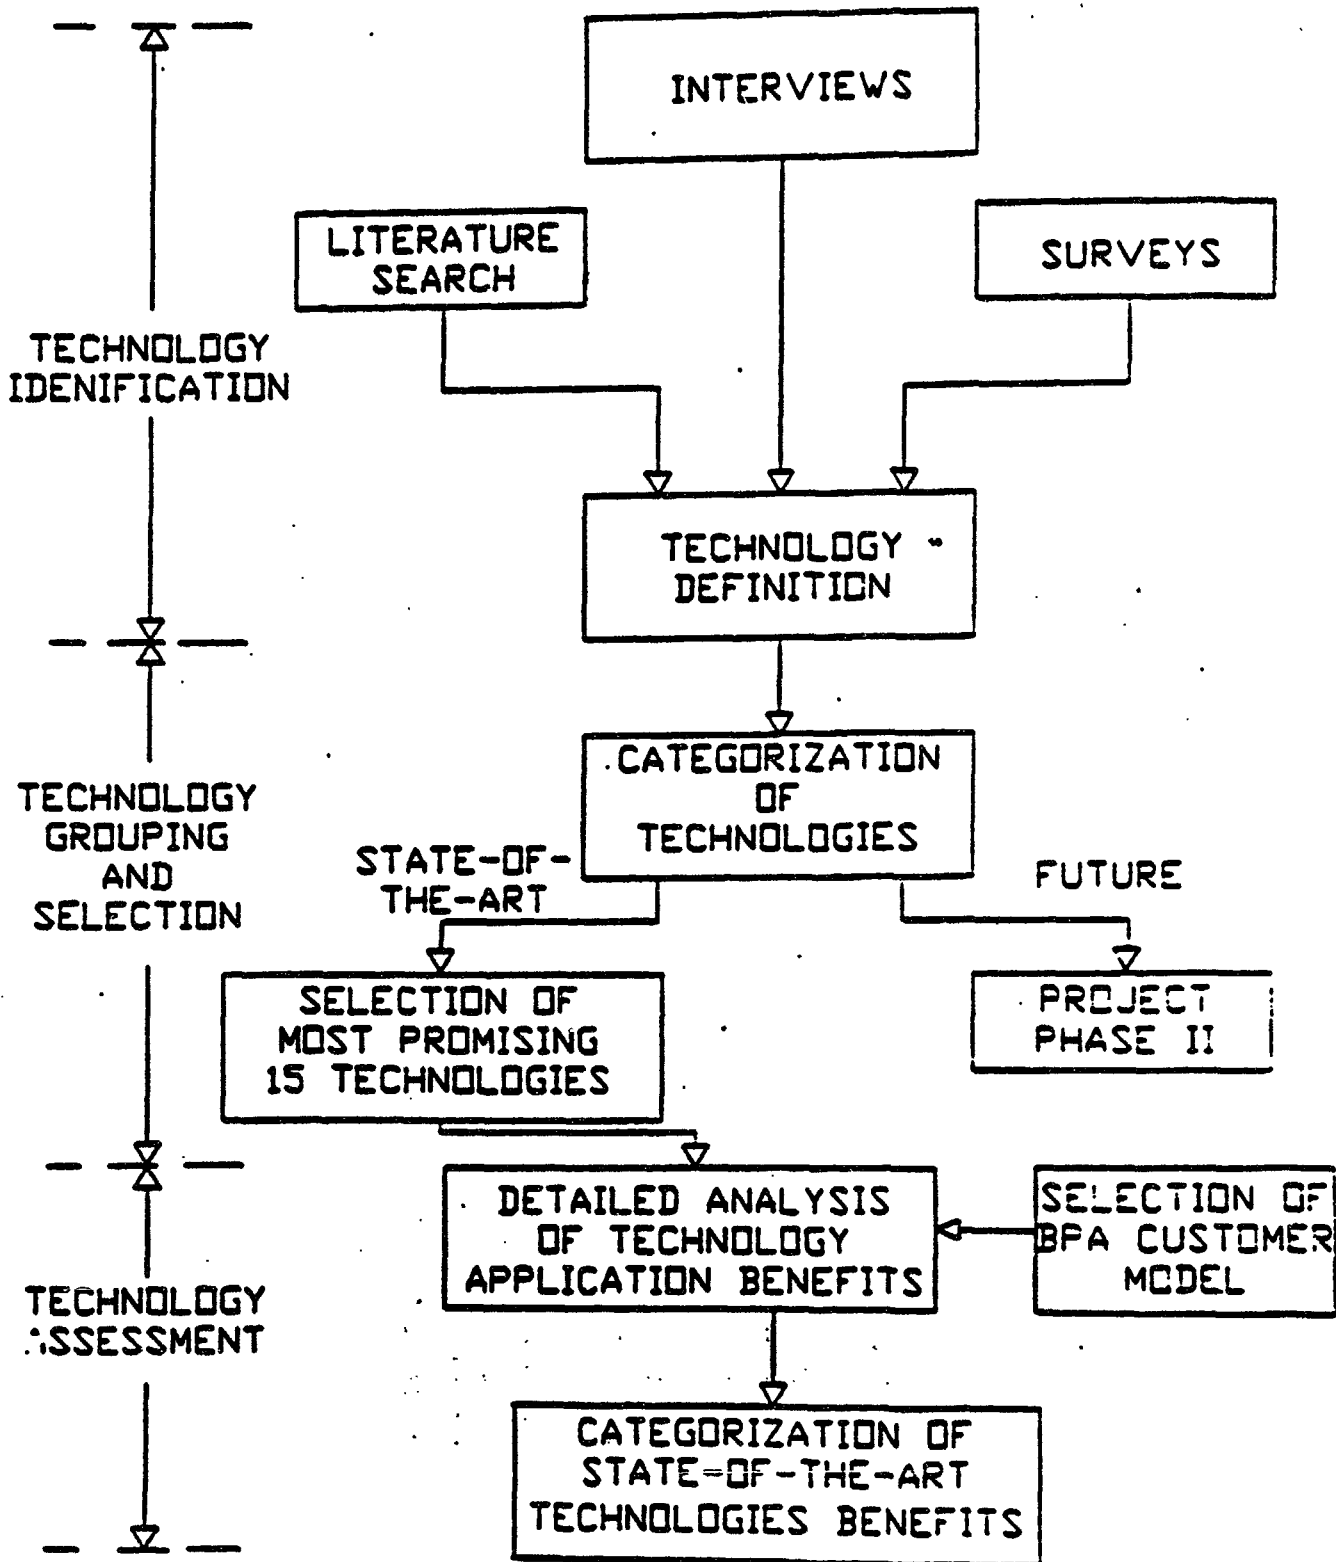 INTERVIEWS
LITERATURE
SEARCH
SURVEYS
TECHNOLOGY
IDENIFICATION
TECHNOLOGY
DEFINITION
CATEGORIZATION
OF
TECHNOLOGIES
TECHNOLOGY
GROUPING
AND
SELECTION
STATE-OF-
THE-ART
FUTURE
SELECTION OF
MOST PROMISING
15 TECHNOLOGIES
PROJECT
PHASE II
DETAILED ANALYSIS
OF TECHNOLOGY
APPLICATION BENEFITS
SELECTION OF
BPA CUSTOMER
MODEL
TECHNOLOGY
ASSESSMENT
CATEGORIZATION OF
STATE=OF-THE-ART
TECHNOLOGIES BENEFITS